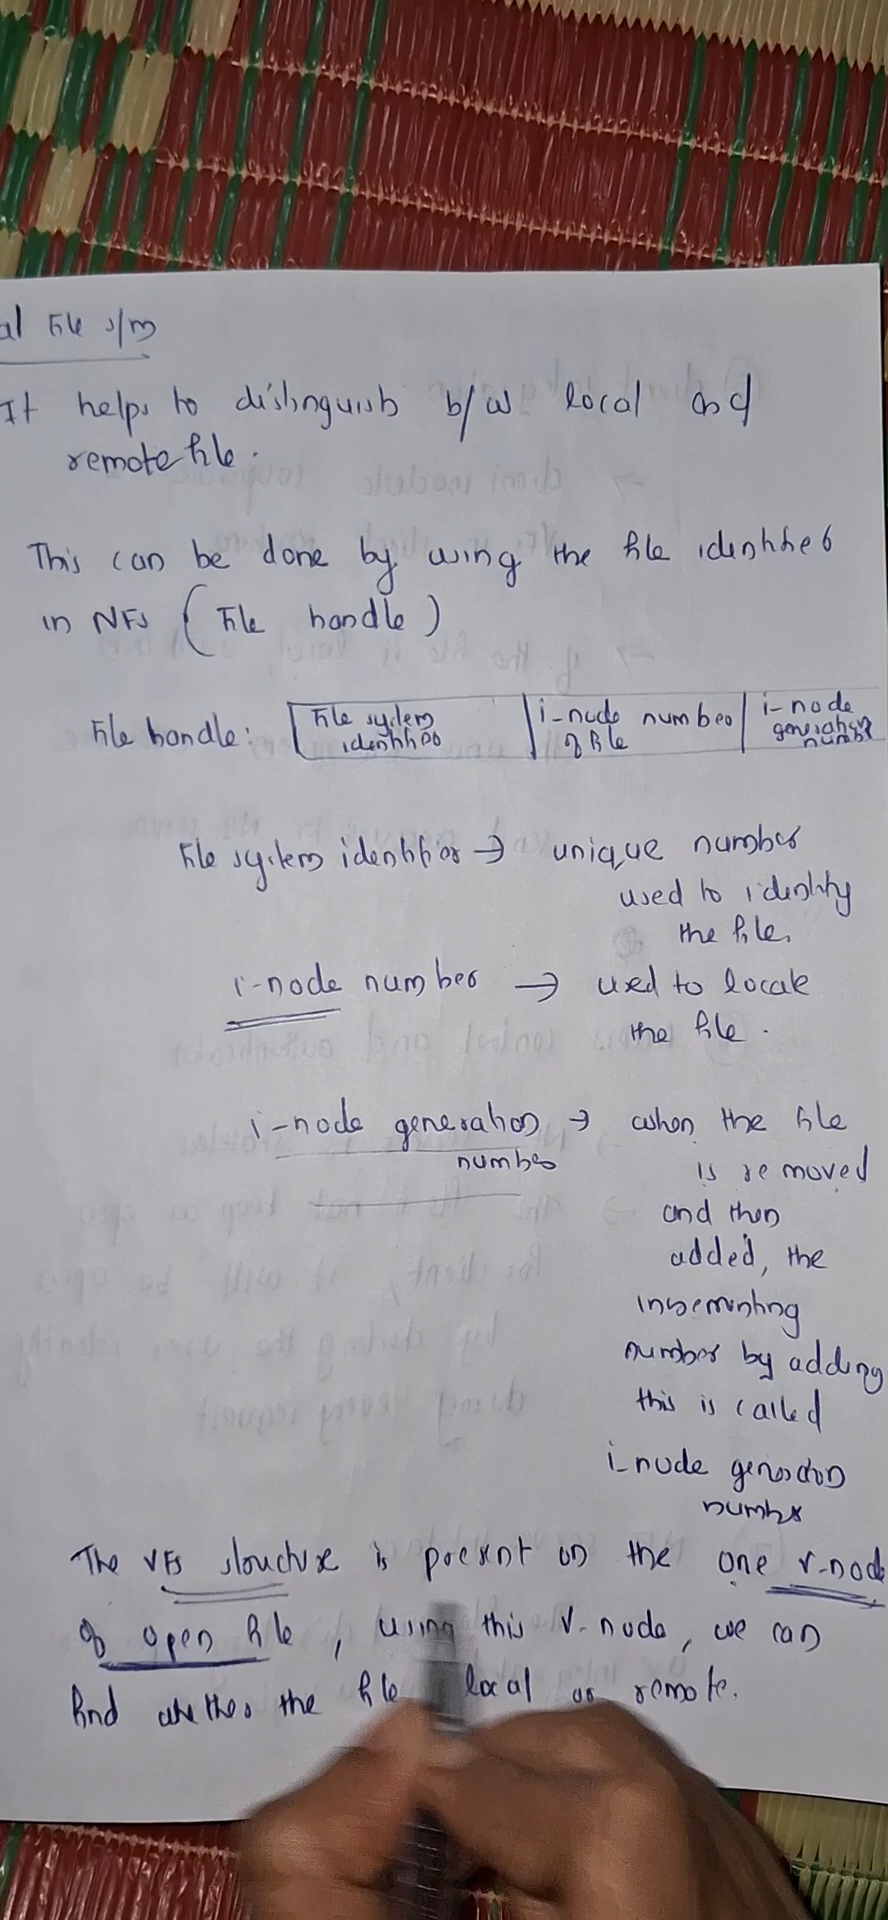 al File s/m
It helps to distinguish b/w local and
remote file.
This can be done by using the file identifier
in NFS (File handle)
File handle: File system identifier | i-node number of file | i-node generation number
File system identifier → unique number
used to identify
the file.
i-node number → used to locate
the file.
i-node generation number → when the file
is removed
and then
added, the
number by adding
this is called
i-node generation
number
The VFS structure is present on the one v-node
of open file, using this V-node, we can
find whether the file local or remote.